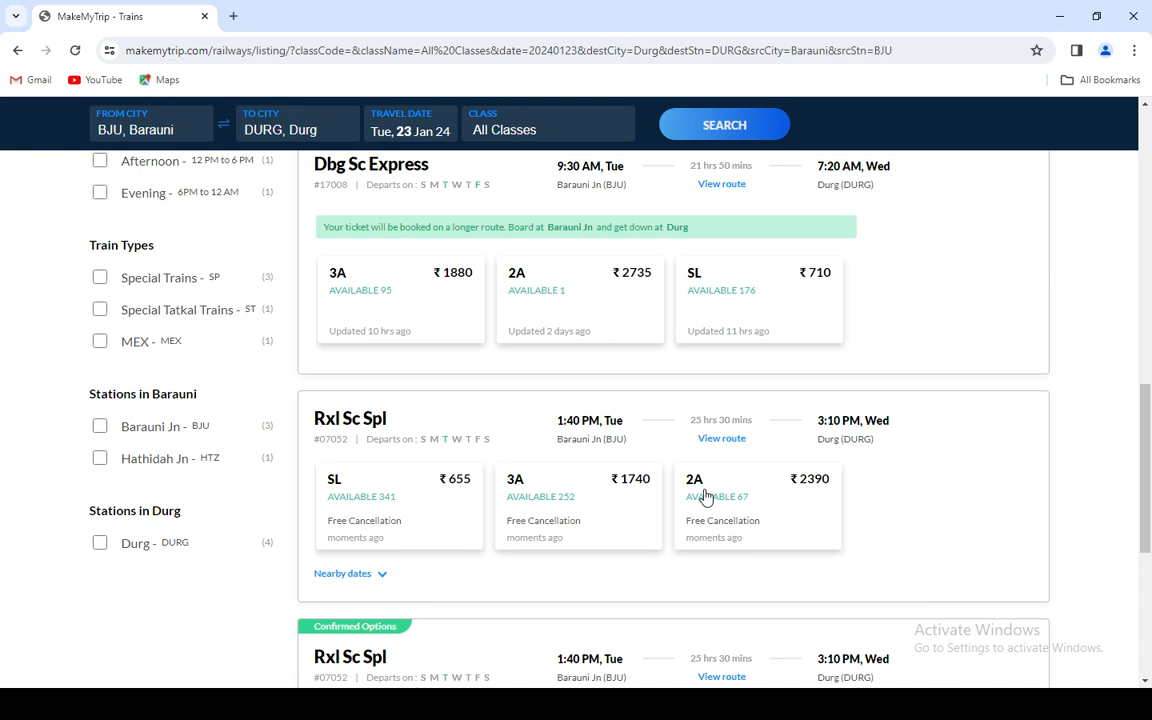 MakeMyTrip - Trains
makemytrip.com/railways/listing/?classCode=&className=All%20Classes&date=20240123&destCity=Durg&destStn=DURG&srcCity=Barauni&srcStn=BJU
Gmail YouTube Maps All Bookmarks
FROM CITY TO CITY TRAVEL DATE CLASS
BJU, Barauni DURG, Durg Tue, 23 Jan 24 All Classes SEARCH
Afternoon - 12 PM to 6 PM (1)
Evening - 6PM to 12 AM (1)
Train Types
Special Trains - SP (3)
Special Tatkal Trains - ST (1)
MEX - MEX (1)
Stations in Barauni
Barauni Jn - BJU (3)
Hathidah Jn - HTZ (1)
Stations in Durg
Durg - DURG (4)
Dbg Sc Express 9:30 AM, Tue 21 hrs 50 mins 7:20 AM, Wed
#17008 | Departs on : S M T W T F S Barauni Jn (BJU) View route Durg (DURG)
Your ticket will be booked on a longer route. Board at Barauni Jn and get down at Durg
3A ₹ 1880 2A ₹ 2735 SL ₹ 710
AVAILABLE 95 AVAILABLE 1 AVAILABLE 176
Updated 10 hrs ago Updated 2 days ago Updated 11 hrs ago
Rxl Sc Spl 1:40 PM, Tue 25 hrs 30 mins 3:10 PM, Wed
#07052 | Departs on : S M T W T F S Barauni Jn (BJU) View route Durg (DURG)
SL ₹ 655 3A ₹ 1740 2A ₹ 2390
AVAILABLE 341 AVAILABLE 252 AVAILABLE 67
Free Cancellation Free Cancellation Free Cancellation
moments ago moments ago moments ago
Nearby dates
Confirmed Options
Rxl Sc Spl 1:40 PM, Tue 25 hrs 30 mins 3:10 PM, Wed
#07052 | Departs on : S M T W T F S Barauni Jn (BJU) View route Durg (DURG)
Activate Windows
Go to Settings to activate Windows.